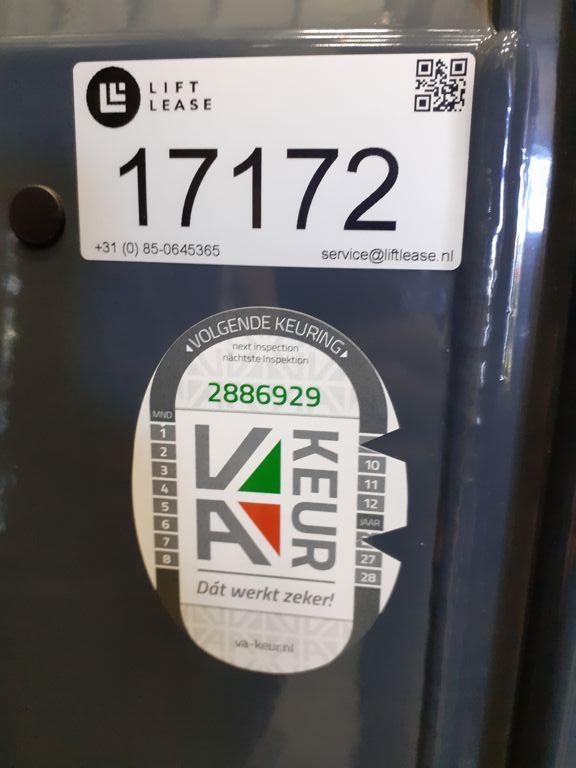 LIFT
LEASE
17172
+31 (0) 85-0645365
service@liftlease.nl
VOLGENDE KEURING
next inspection
nächste Inspektion
2886929
MND
1
2
3
4
5
6
7
8
10
11
12
JAAR
27
28
VA
KEUR
Dát werkt zeker!
va-keur.nl